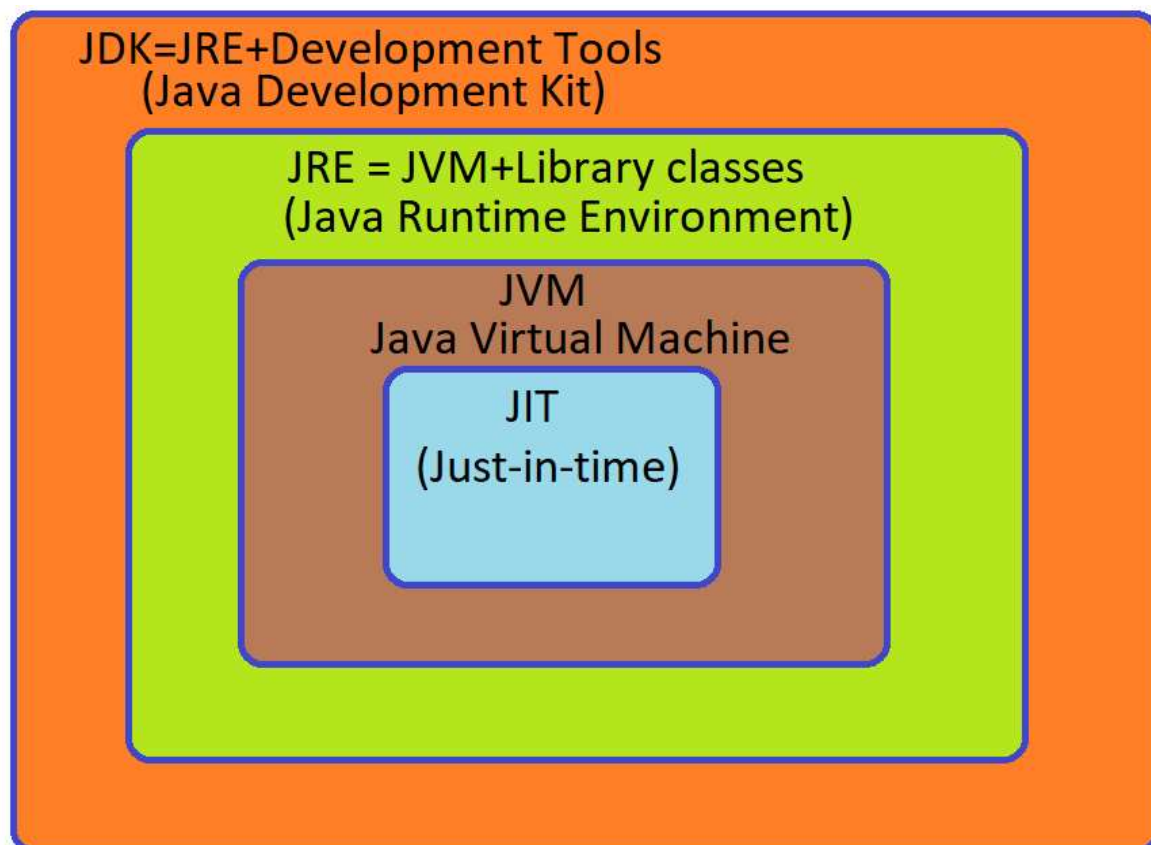 JDK=JRE+Development Tools
(Java Development Kit)
JRE = JVM+Library classes
(Java Runtime Environment)
JVM
Java Virtual Machine
JIT
(Just-in-time)